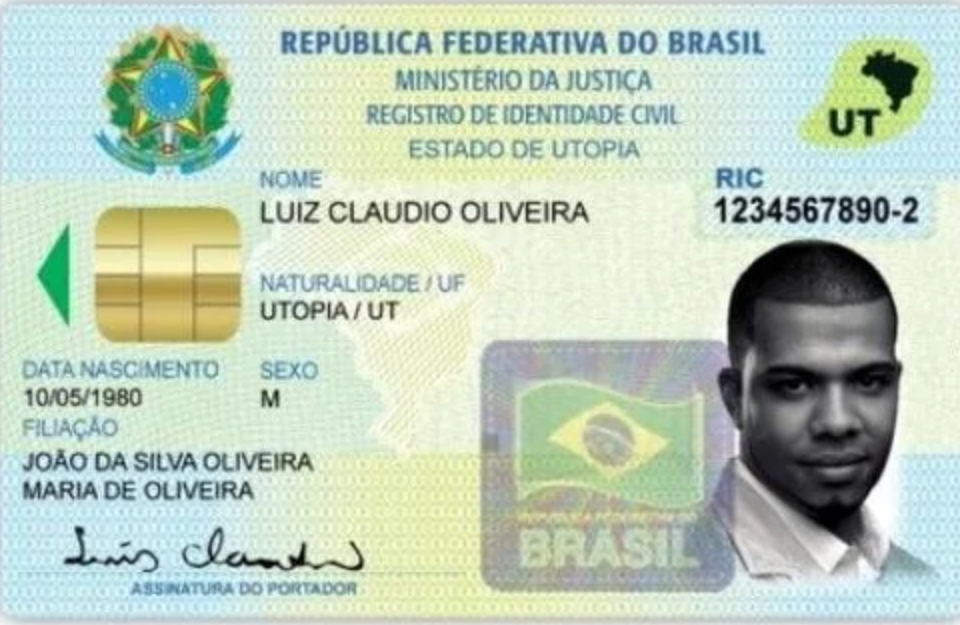 REPÚBLICA FEDERATIVA DO BRASIL
MINISTÉRIO DA JUSTIÇA
REGISTRO DE IDENTIDADE CIVIL
ESTADO DE UTOPIA
UT
NOME
LUIZ CLAUDIO OLIVEIRA
RIC
1234567890-2
NATURALIDADE / UF
UTOPIA / UT
DATA NASCIMENTO
10/05/1980
SEXO
M
FILIAÇÃO
JOÃO DA SILVA OLIVEIRA
MARIA DE OLIVEIRA
BRASIL
Luis Claudio
ASSINATURA DO PORTADOR